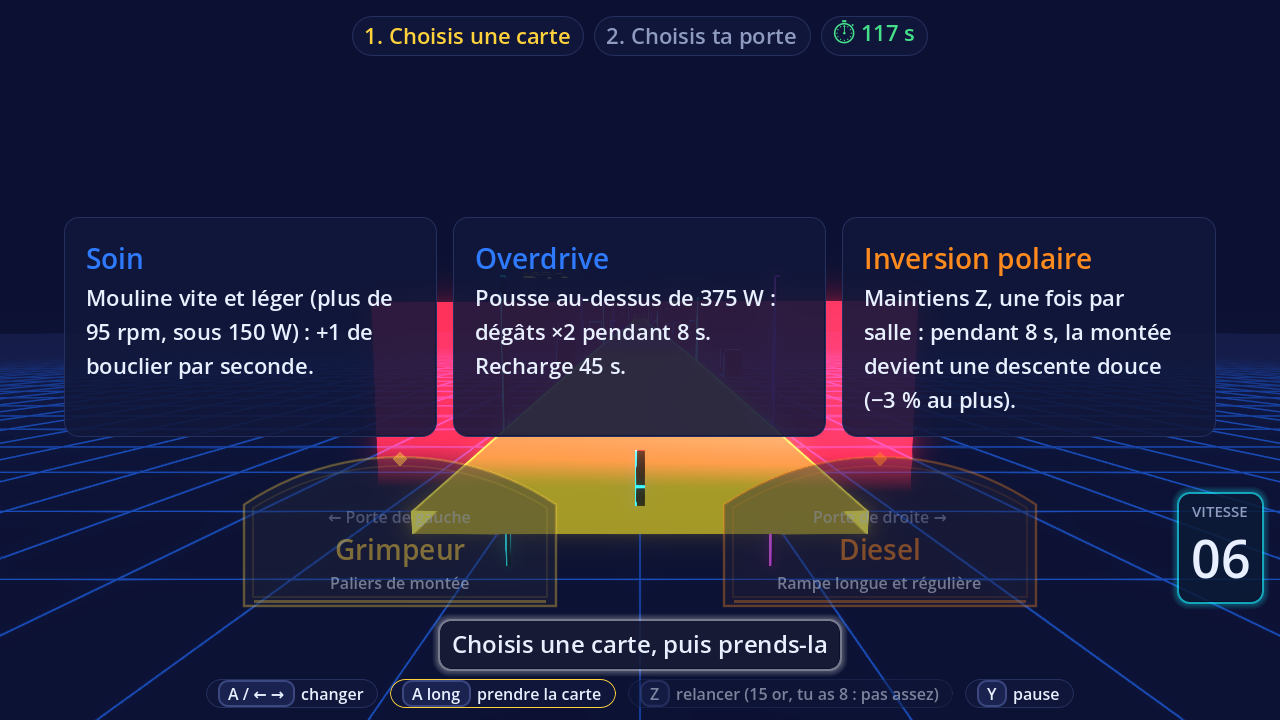 1. Choisis une carte
2. Choisis ta porte
117 s
Soin
Mouline vite et léger (plus de
95 rpm, sous 150 W) : +1 de
bouclier par seconde.
Overdrive
Pousse au-dessus de 375 W :
dégâts ×2 pendant 8 s.
Recharge 45 s.
Inversion polaire
Maintiens Z, une fois par
salle : pendant 8 s, la montée
devient une descente douce
(−3 % au plus).
← Porte de gauche
Grimpeur
Paliers de montée
Porte de droite →
Diesel
Rampe longue et régulière
VITESSE
06
Choisis une carte, puis prends-la
A / ← → changer
A long prendre la carte
Z relancer (15 or, tu as 8 : pas assez)
Y pause